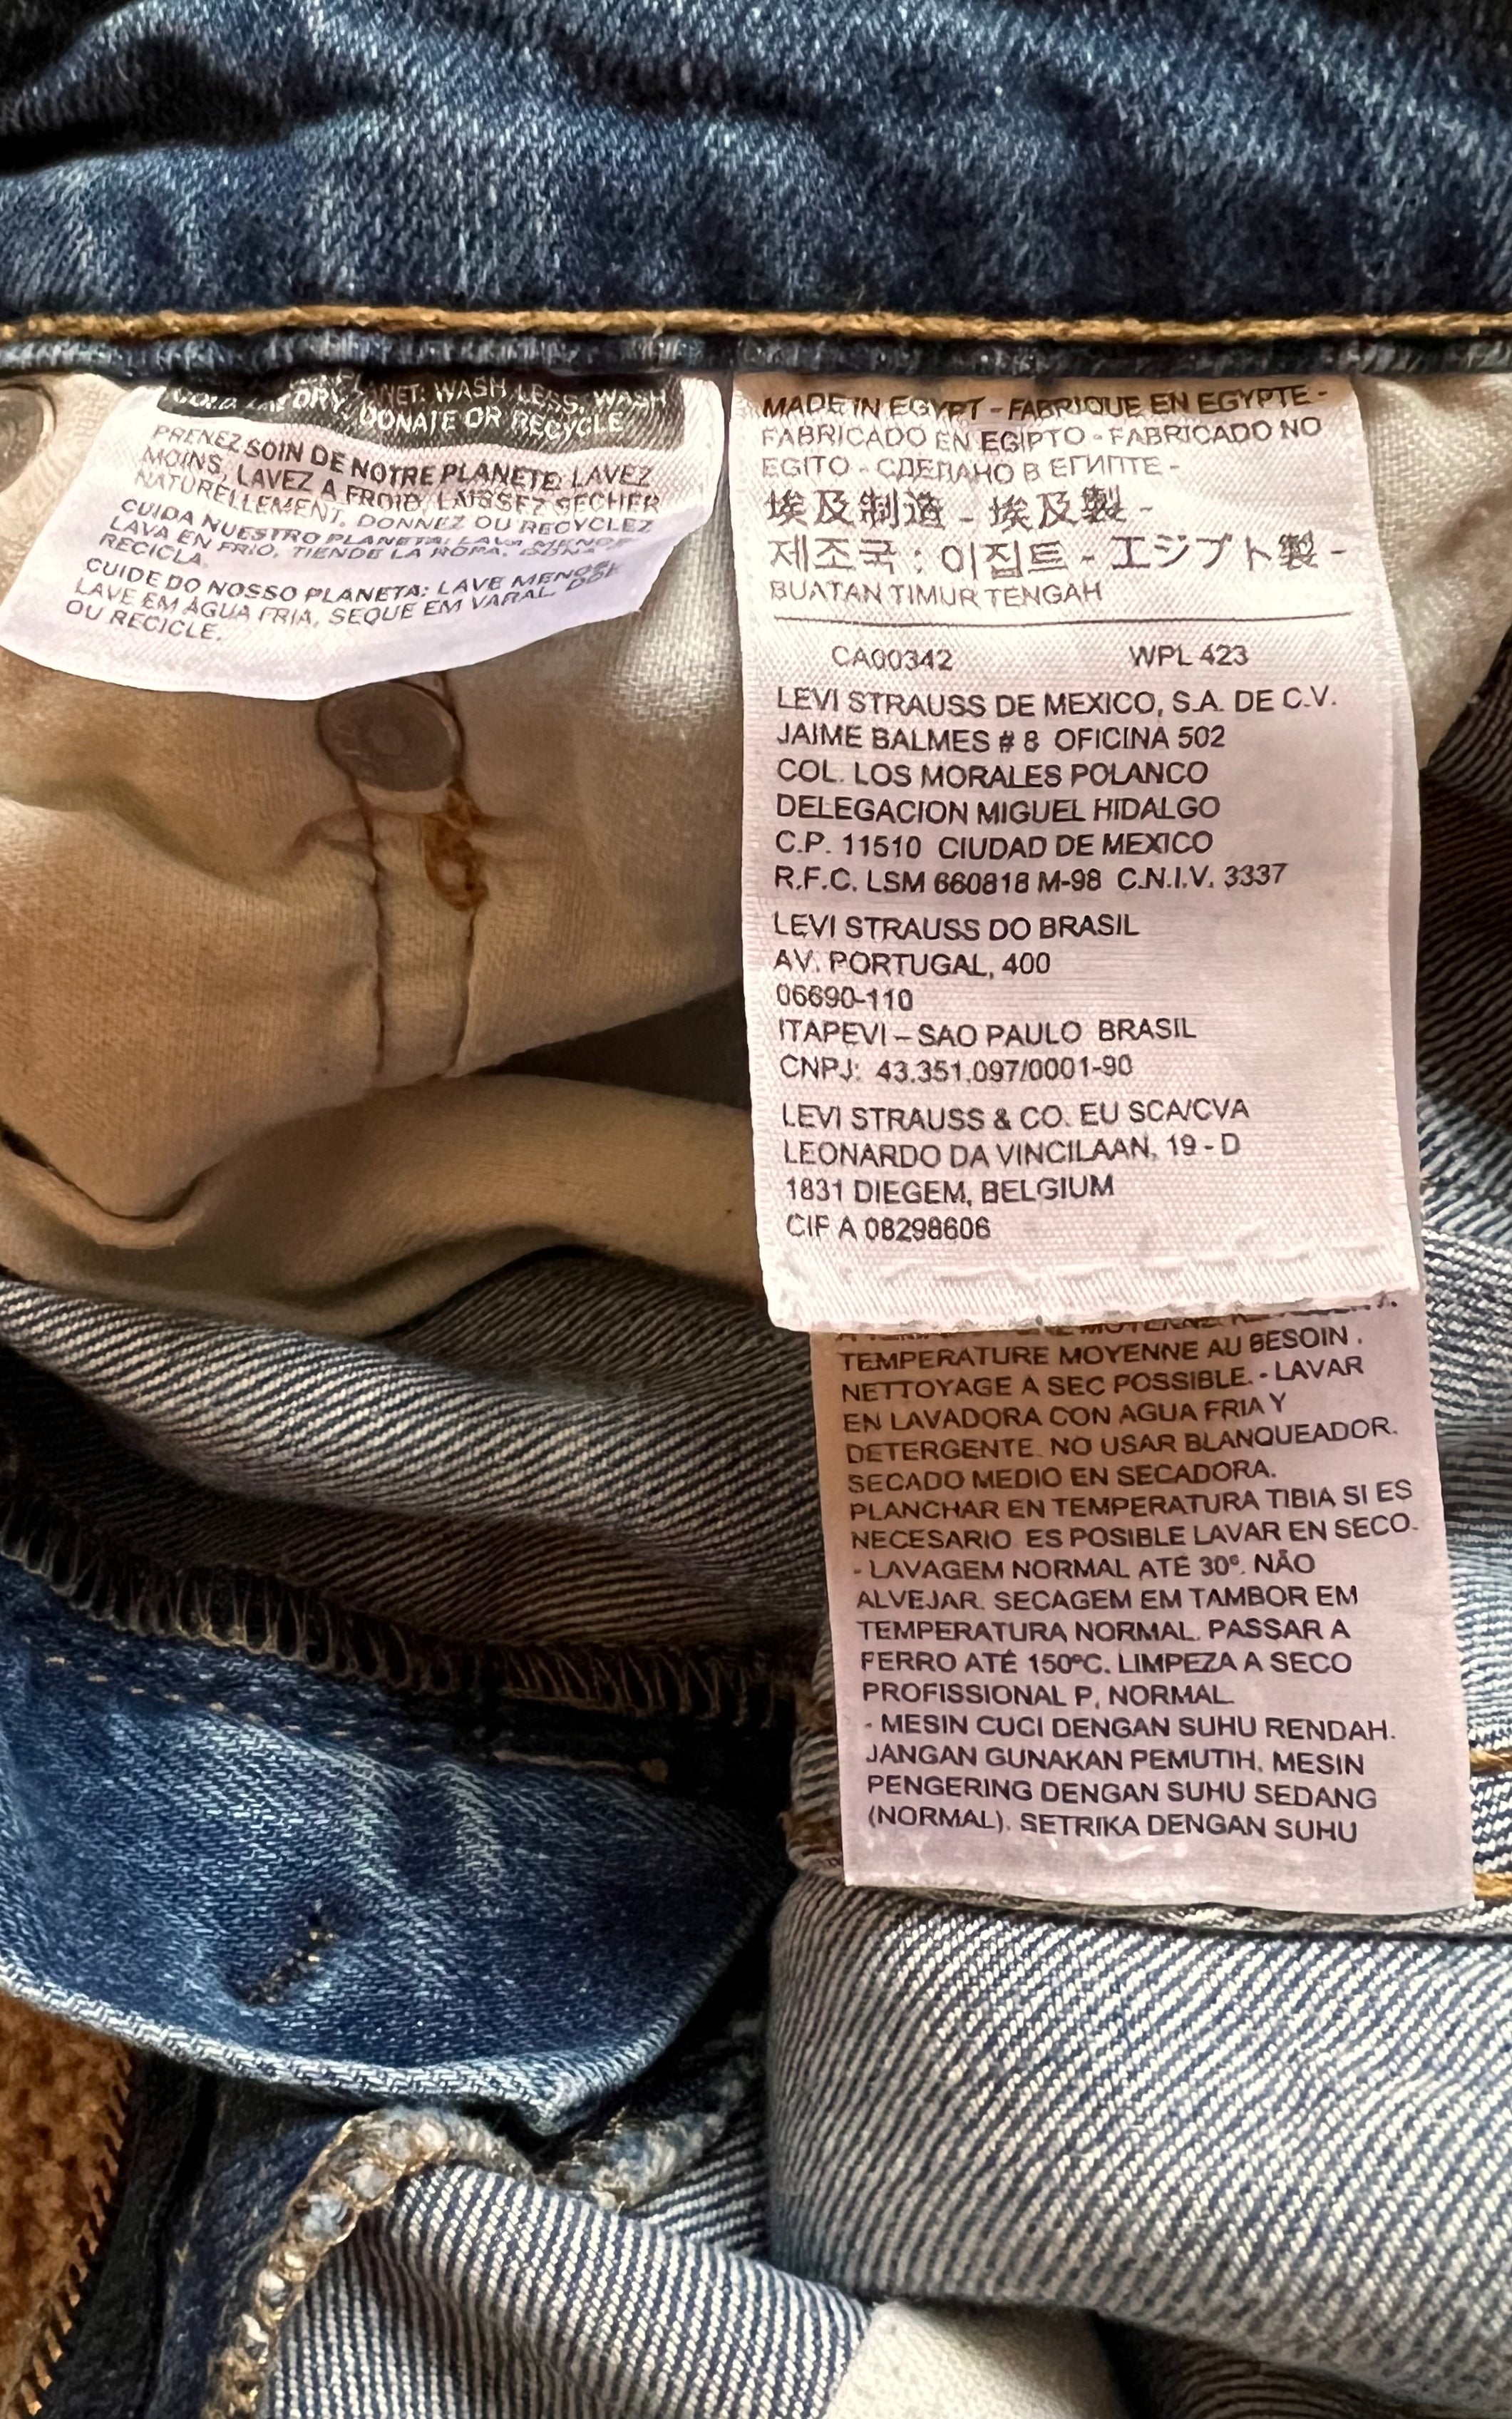 PLANET: WASH LESS, WASH
COLD, DRY, DONATE OR RECYCLE
PRENEZ SOIN DE NOTRE PLANETE: LAVEZ
MOINS, LAVEZ A FROID, LAISSEZ SECHER
NATURELLEMENT, DONNEZ OU RECYCLEZ
CUIDA NUESTRO PLANETA: LAVA MENOS
LAVA EN FRIO, TIENDE LA ROPA, DONA
RECICLA.
CUIDE DO NOSSO PLANETA: LAVE MENOS,
LAVE EM ÁGUA FRIA, SEQUE EM VARAL, DOE
OU RECICLE.
MADE IN EGYPT - FABRIQUE EN EGYPTE -
FABRICADO EN EGIPTO - FABRICADO NO
EGITO - СДЕЛАНО В ЕГИПТЕ -
埃及制造 - 埃及製 -
제조국 : 이집트 - エジプト製 -
BUATAN TIMUR TENGAH
CA00342 WPL 423
LEVI STRAUSS DE MEXICO, S.A. DE C.V.
JAIME BALMES # 8 OFICINA 502
COL. LOS MORALES POLANCO
DELEGACION MIGUEL HIDALGO
C.P. 11510 CIUDAD DE MEXICO
R.F.C. LSM 660818 M-98 C.N.I.V. 3337
LEVI STRAUSS DO BRASIL
AV. PORTUGAL, 400
06690-110
ITAPEVI – SAO PAULO BRASIL
CNPJ: 43.351.097/0001-90
LEVI STRAUSS & CO. EU SCA/CVA
LEONARDO DA VINCILAAN, 19 - D
1831 DIEGEM, BELGIUM
CIF A 08298606
TEMPERATURE MOYENNE AU BESOIN .
NETTOYAGE A SEC POSSIBLE. - LAVAR
EN LAVADORA CON AGUA FRIA Y
DETERGENTE. NO USAR BLANQUEADOR.
SECADO MEDIO EN SECADORA.
PLANCHAR EN TEMPERATURA TIBIA SI ES
NECESARIO ES POSIBLE LAVAR EN SECO.
- LAVAGEM NORMAL ATÉ 30º. NÃO
ALVEJAR. SECAGEM EM TAMBOR EM
TEMPERATURA NORMAL. PASSAR A
FERRO ATÉ 150ºC. LIMPEZA A SECO
PROFISSIONAL P, NORMAL.
- MESIN CUCI DENGAN SUHU RENDAH.
JANGAN GUNAKAN PEMUTIH, MESIN
PENGERING DENGAN SUHU SEDANG
(NORMAL). SETRIKA DENGAN SUHU